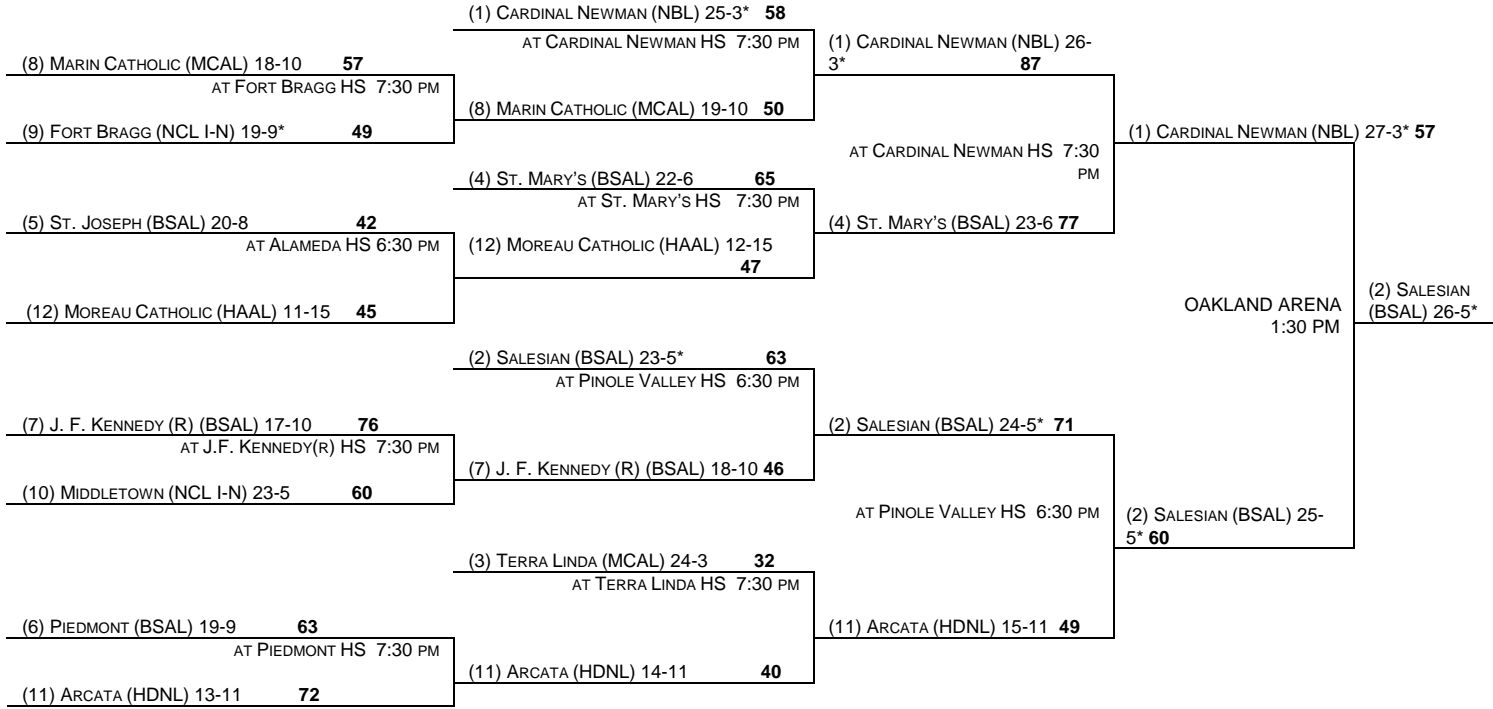 (1) CARDINAL NEWMAN (NBL) 25-3* 58
AT CARDINAL NEWMAN HS 7:30 PM
(8) MARIN CATHOLIC (MCAL) 18-10 57
AT FORT BRAGG HS 7:30 PM
(9) FORT BRAGG (NCL I-N) 19-9* 49
(8) MARIN CATHOLIC (MCAL) 19-10 50
(1) CARDINAL NEWMAN (NBL) 26-
3* 87
AT CARDINAL NEWMAN HS 7:30
PM
(1) CARDINAL NEWMAN (NBL) 27-3* 57
(4) ST. MARY'S (BSAL) 22-6 65
AT ST. MARY'S HS 7:30 PM
(5) ST. JOSEPH (BSAL) 20-8 42
AT ALAMEDA HS 6:30 PM
(12) MOREAU CATHOLIC (HAAL) 11-15 45
(12) MOREAU CATHOLIC (HAAL) 12-15
47
(4) ST. MARY'S (BSAL) 23-6 77
OAKLAND ARENA
1:30 PM
(2) SALESIAN
(BSAL) 26-5*
(2) SALESIAN (BSAL) 23-5* 63
AT PINOLE VALLEY HS 6:30 PM
(7) J. F. KENNEDY (R) (BSAL) 17-10 76
AT J.F. KENNEDY(R) HS 7:30 PM
(10) MIDDLETOWN (NCL I-N) 23-5 60
(7) J. F. KENNEDY (R) (BSAL) 18-10 46
(2) SALESIAN (BSAL) 24-5* 71
AT PINOLE VALLEY HS 6:30 PM
(2) SALESIAN (BSAL) 25-
5* 60
(3) TERRA LINDA (MCAL) 24-3 32
AT TERRA LINDA HS 7:30 PM
(6) PIEDMONT (BSAL) 19-9 63
AT PIEDMONT HS 7:30 PM
(11) ARCATA (HDNL) 13-11 72
(11) ARCATA (HDNL) 14-11 40
(11) ARCATA (HDNL) 15-11 49